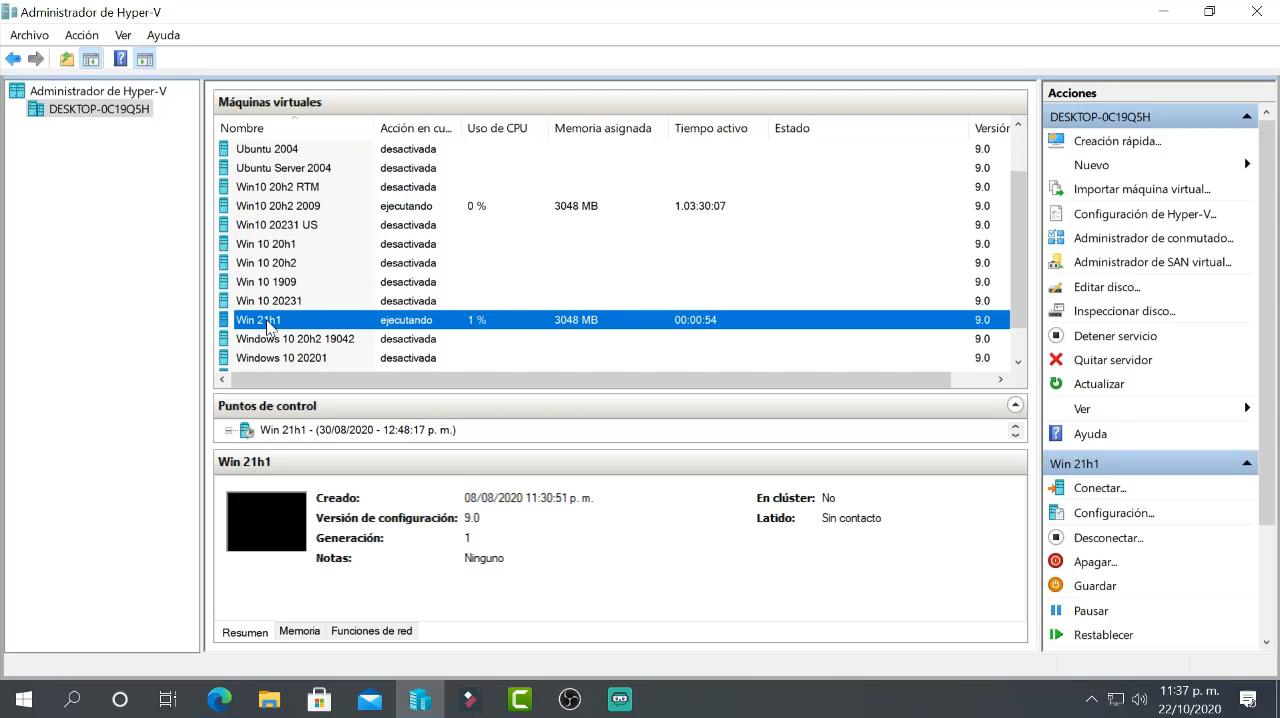 Administrador de Hyper-V
Archivo Acción Ver Ayuda
Administrador de Hyper-V
DESKTOP-0C19Q5H
Máquinas virtuales
Nombre Acción en cu... Uso de CPU Memoria asignada Tiempo activo Estado Versión
Ubuntu 2004 desactivada 9.0
Ubuntu Server 2004 desactivada 9.0
Win10 20h2 RTM desactivada 9.0
Win10 20h2 2009 ejecutando 0 % 3048 MB 1.03:30:07 9.0
Win10 20231 US desactivada 9.0
Win 10 20h1 desactivada 9.0
Win 10 20h2 desactivada 9.0
Win 10 1909 desactivada 9.0
Win 10 20231 desactivada 9.0
Win 21h1 ejecutando 1 % 3048 MB 00:00:54 9.0
Windows 10 20h2 19042 desactivada 9.0
Windows 10 20201 desactivada 9.0
Puntos de control
Win 21h1 - (30/08/2020 - 12:48:17 p. m.)
Win 21h1
Creado: 08/08/2020 11:30:51 p. m. En clúster: No
Versión de configuración: 9.0 Latido: Sin contacto
Generación: 1
Notas: Ninguno
Resumen Memoria Funciones de red
Acciones
DESKTOP-0C19Q5H
Creación rápida...
Nuevo
Importar máquina virtual...
Configuración de Hyper-V...
Administrador de conmutado...
Administrador de SAN virtual...
Editar disco...
Inspeccionar disco...
Detener servicio
Quitar servidor
Actualizar
Ver
Ayuda
Win 21h1
Conectar...
Configuración...
Desconectar...
Apagar...
Guardar
Pausar
Restablecer
11:37 p. m.
22/10/2020